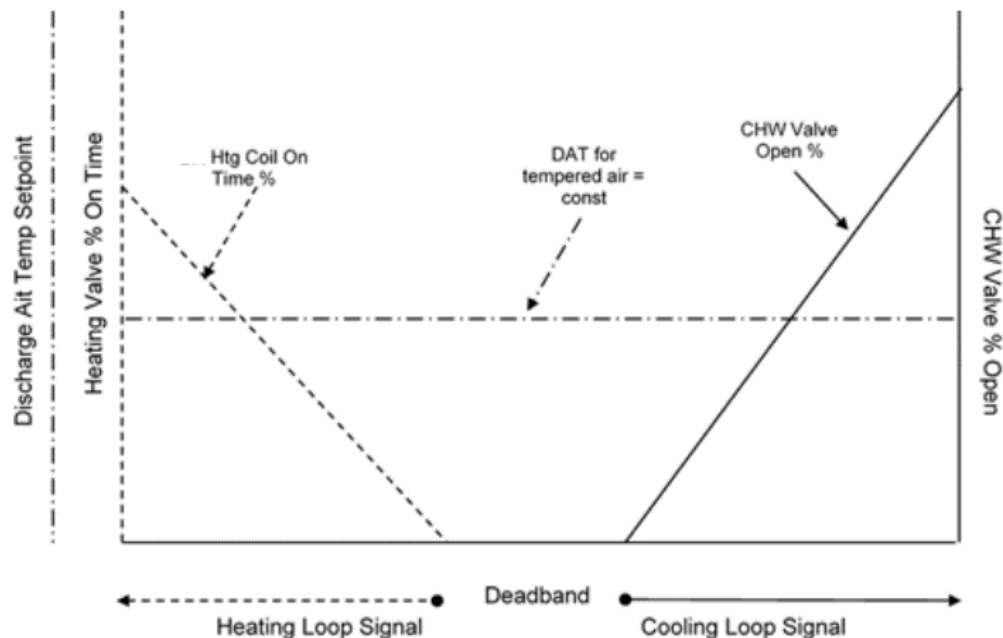 Discharge Ait Temp Setpoint
Heating Valve % On Time
Htg Coil On
Time %
DAT for
tempered air =
const
CHW Valve
Open %
CHW Valve % Open
Deadband
Heating Loop Signal
Cooling Loop Signal